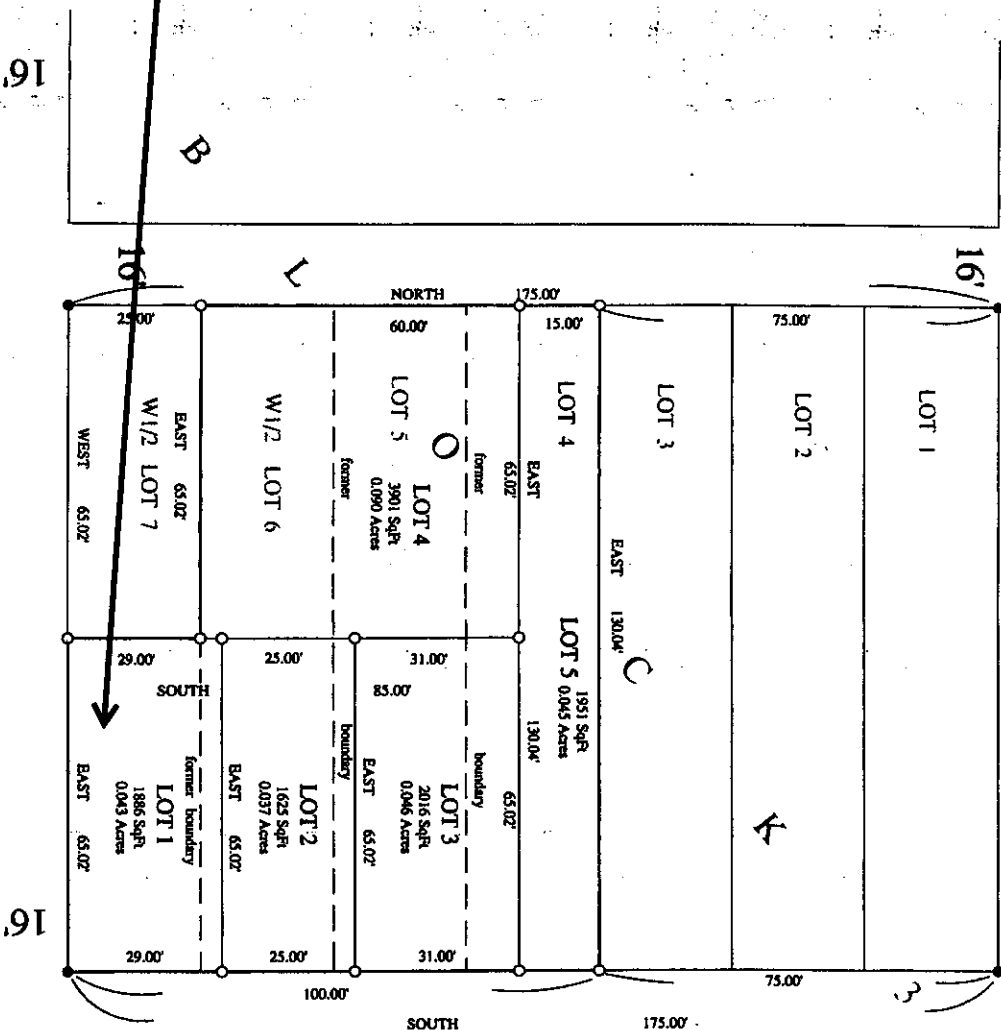 16'
B
16'
16'
L
NORTH 175.00'
25.00'
60.00'
15.00'
75.00'
LOT 1
LOT 2
LOT 3
LOT 4
LOT 5
W1/2 LOT 6
W1/2 LOT 7
EAST 65.02'
WEST 65.02'
O
former
former
LOT 4
3901 SqFt
0.090 Acres
EAST
65.02'
EAST 130.04'
C
LOT 5
1951 SqFt
0.045 Acres
130.04'
K
29.00'
25.00'
31.00'
SOUTH
85.00'
boundary
boundary
65.02'
former boundary
LOT 1
1886 SqFt
0.043 Acres
EAST 65.02'
LOT 2
1625 SqFt
0.037 Acres
EAST 65.02'
LOT 3
2016 SqFt
0.046 Acres
EAST 65.02'
16'
29.00'
25.00'
31.00'
75.00'
3
100.00'
SOUTH 175.00'